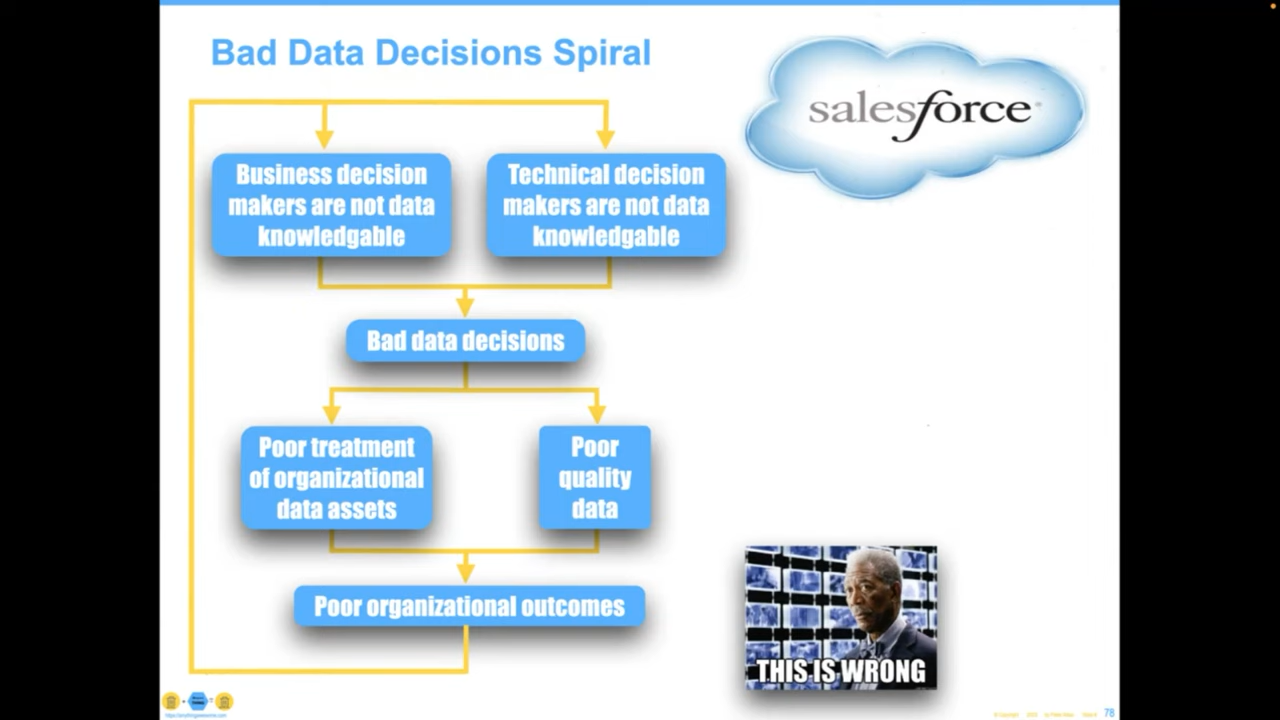 Bad Data Decisions Spiral
salesforce
Business decision
makers are not data
knowledgable
Technical decision
makers are not data
knowledgable
Bad data decisions
Poor treatment
of organizational
data assets
Poor
quality
data
Poor organizational outcomes
THIS IS WRONG
78